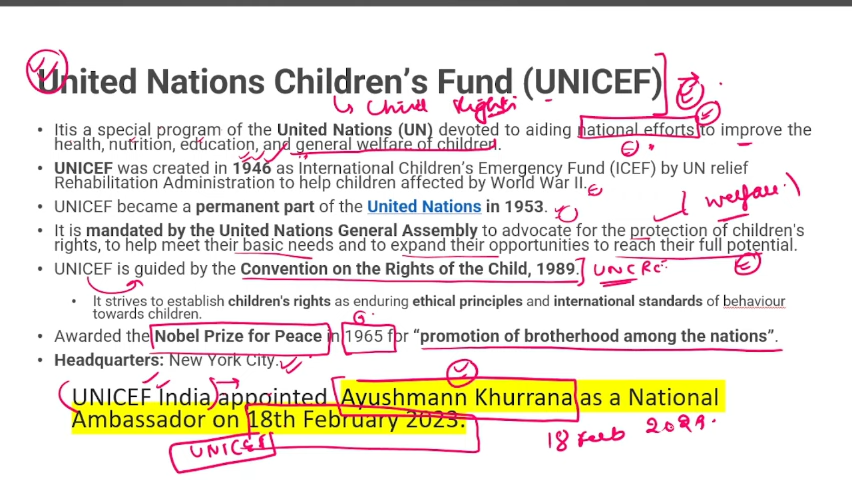 United Nations Children's Fund (UNICEF)
↳ Child Rights
• Itis a special program of the United Nations (UN) devoted to aiding national efforts to improve the
health, nutrition, education, and general welfare of children.
• UNICEF was created in 1946 as International Children's Emergency Fund (ICEF) by UN relief
Rehabilitation Administration to help children affected by World War II.
welfare
• UNICEF became a permanent part of the United Nations in 1953.
• It is mandated by the United Nations General Assembly to advocate for the protection of children's
rights, to help meet their basic needs and to expand their opportunities to reach their full potential.
• UNICEF is guided by the Convention on the Rights of the Child, 1989. UNCRC
• It strives to establish children's rights as enduring ethical principles and international standards of behaviour
towards children.
• Awarded the Nobel Prize for Peace in 1965 for “promotion of brotherhood among the nations”.
• Headquarters: New York City.
UNICEF India appointed Ayushmann Khurrana as a National
Ambassador on 18th February 2023.
18 Feb
UNICEF